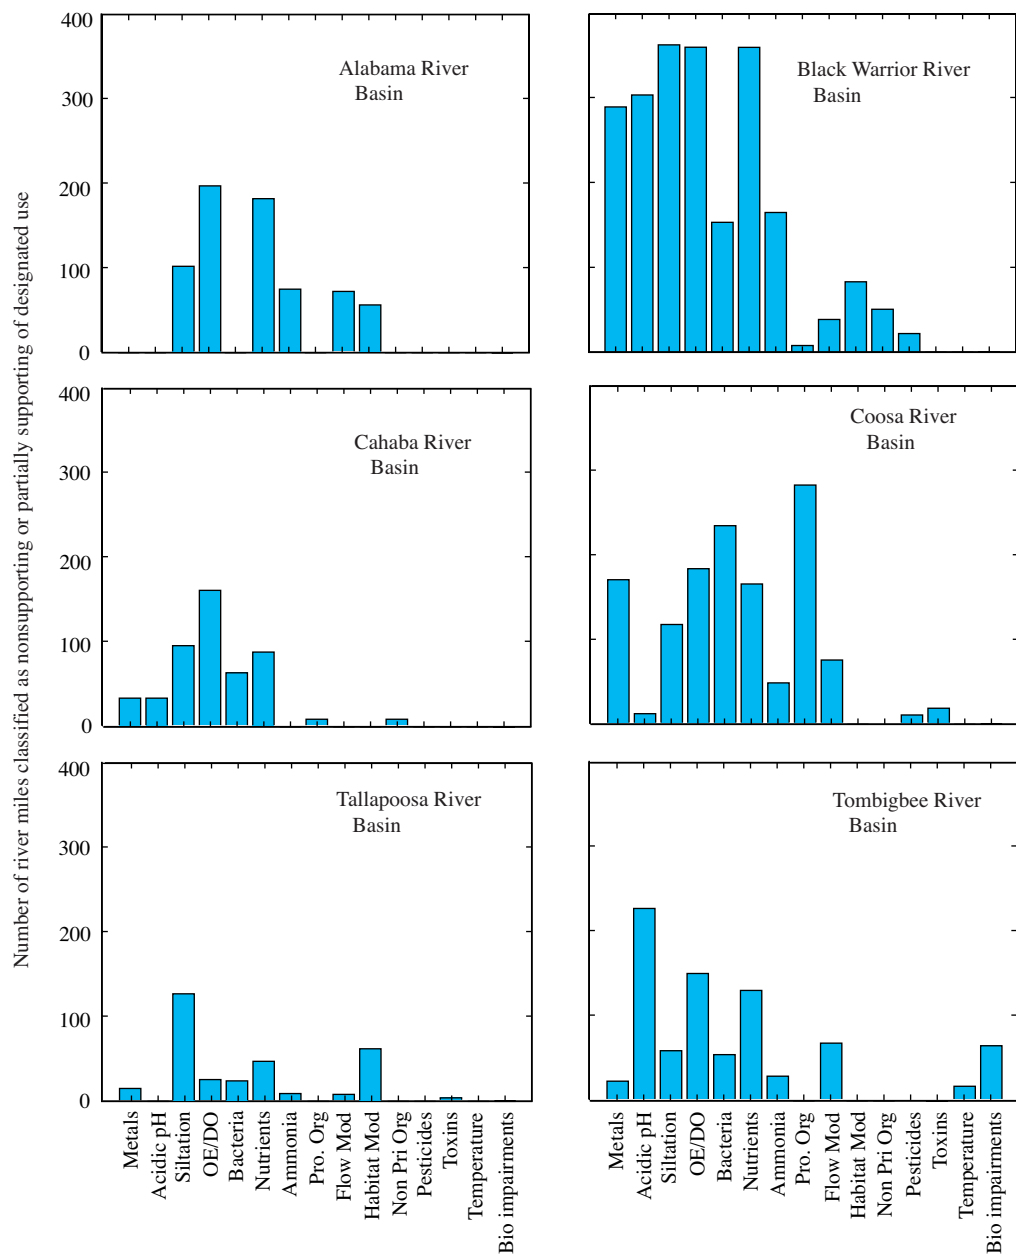 Number of river miles classified as nonsupporting or partially supporting of designated use
400
300
200
100
0
Alabama River
Basin
Black Warrior River
Basin
400
300
200
100
0
Cahaba River
Basin
Coosa River
Basin
400
300
200
100
0
Tallapoosa River
Basin
Tombigbee River
Basin
Metals
Acidic pH
Siltation
OE/DO
Bacteria
Nutrients
Ammonia
Pro. Org
Flow Mod
Habitat Mod
Non Pri Org
Pesticides
Toxins
Temperature
Bio impairments
Metals
Acidic pH
Siltation
OE/DO
Bacteria
Nutrients
Ammonia
Pro. Org
Flow Mod
Habitat Mod
Non Pri Org
Pesticides
Toxins
Temperature
Bio impairments